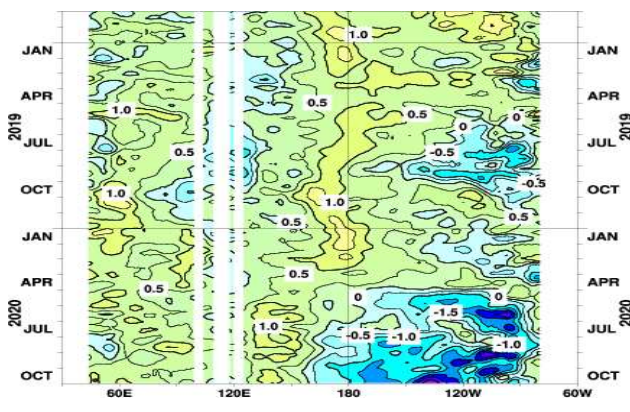 1.0
JAN JAN
APR APR
1.0 0.5 0.5 0 0
2019 2019
JUL JUL
0.5 -0.5
-0.5
OCT 1.0 1.0 OCT
0.5 0.5
JAN JAN
0.5 0.5
APR APR
0 0
2020 1.0 -1.5 2020
JUL -0.5 -1.0 JUL
-1.0
OCT OCT
60E 120E 180 120W 60W